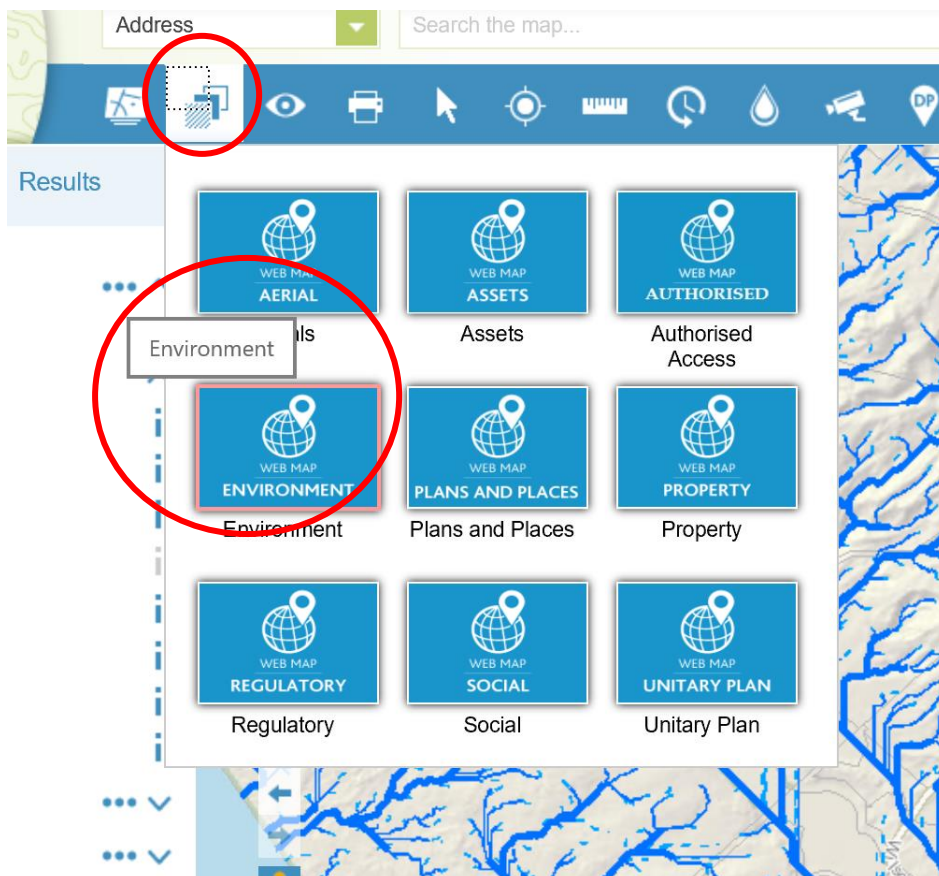 Address
Search the map...
DP
Results
WEB MAP
AERIAL
WEB MAP
ASSETS
WEB MAP
AUTHORISED
Assets
Authorised
Access
Environment
WEB MAP
ENVIRONMENT
WEB MAP
PLANS AND PLACES
WEB MAP
PROPERTY
Environment
Plans and Places
Property
WEB MAP
REGULATORY
WEB MAP
SOCIAL
WEB MAP
UNITARY PLAN
Regulatory
Social
Unitary Plan